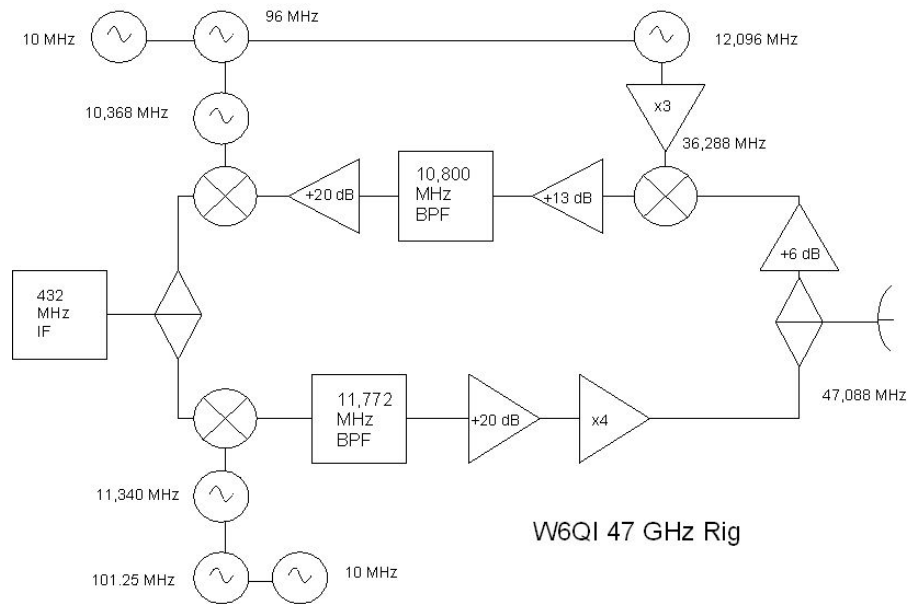 96 MHz
10 MHz
12,096 MHz
10,368 MHz
x3
36,288 MHz
+20 dB
10,800
MHz
BPF
+13 dB
+6 dB
432
MHz
IF
11,772
MHz
BPF
+20 dB
x4
47,088 MHz
11,340 MHz
W6QI 47 GHz Rig
101.25 MHz
10 MHz